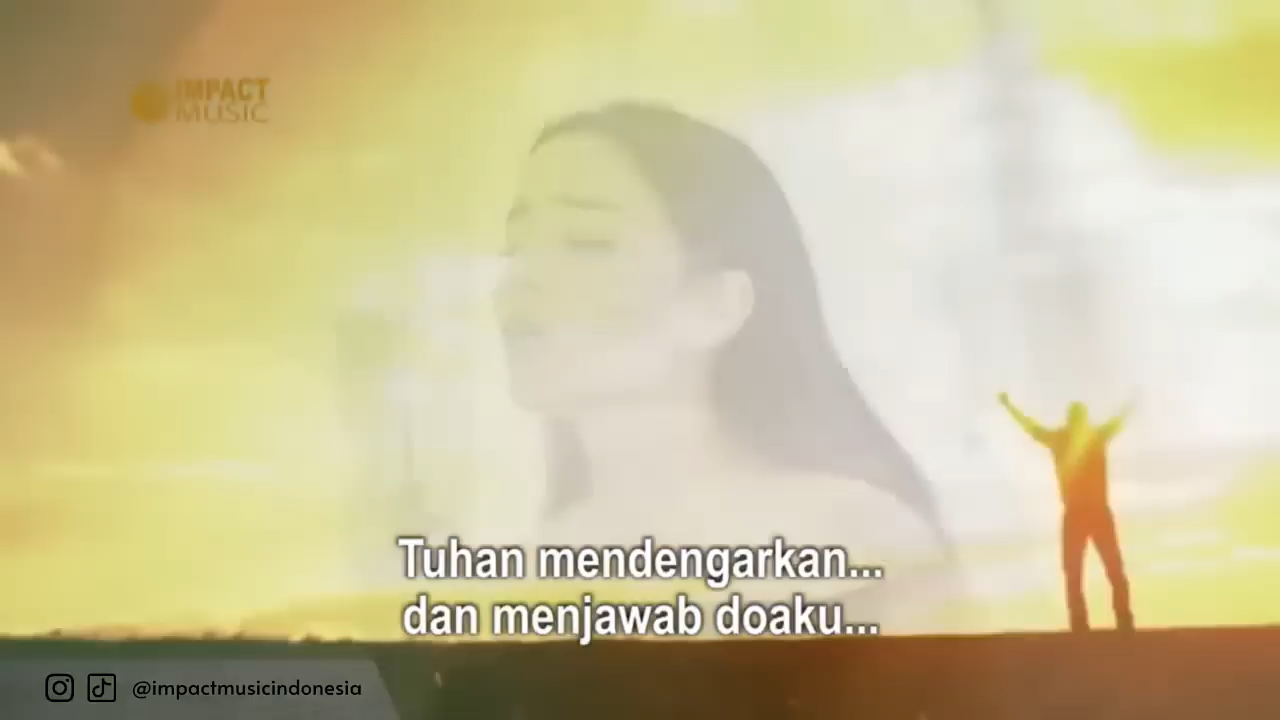 IMPACT
MUSIC
Tuhan mendengarkan...
dan menjawab doaku...
@impactmusicindonesia